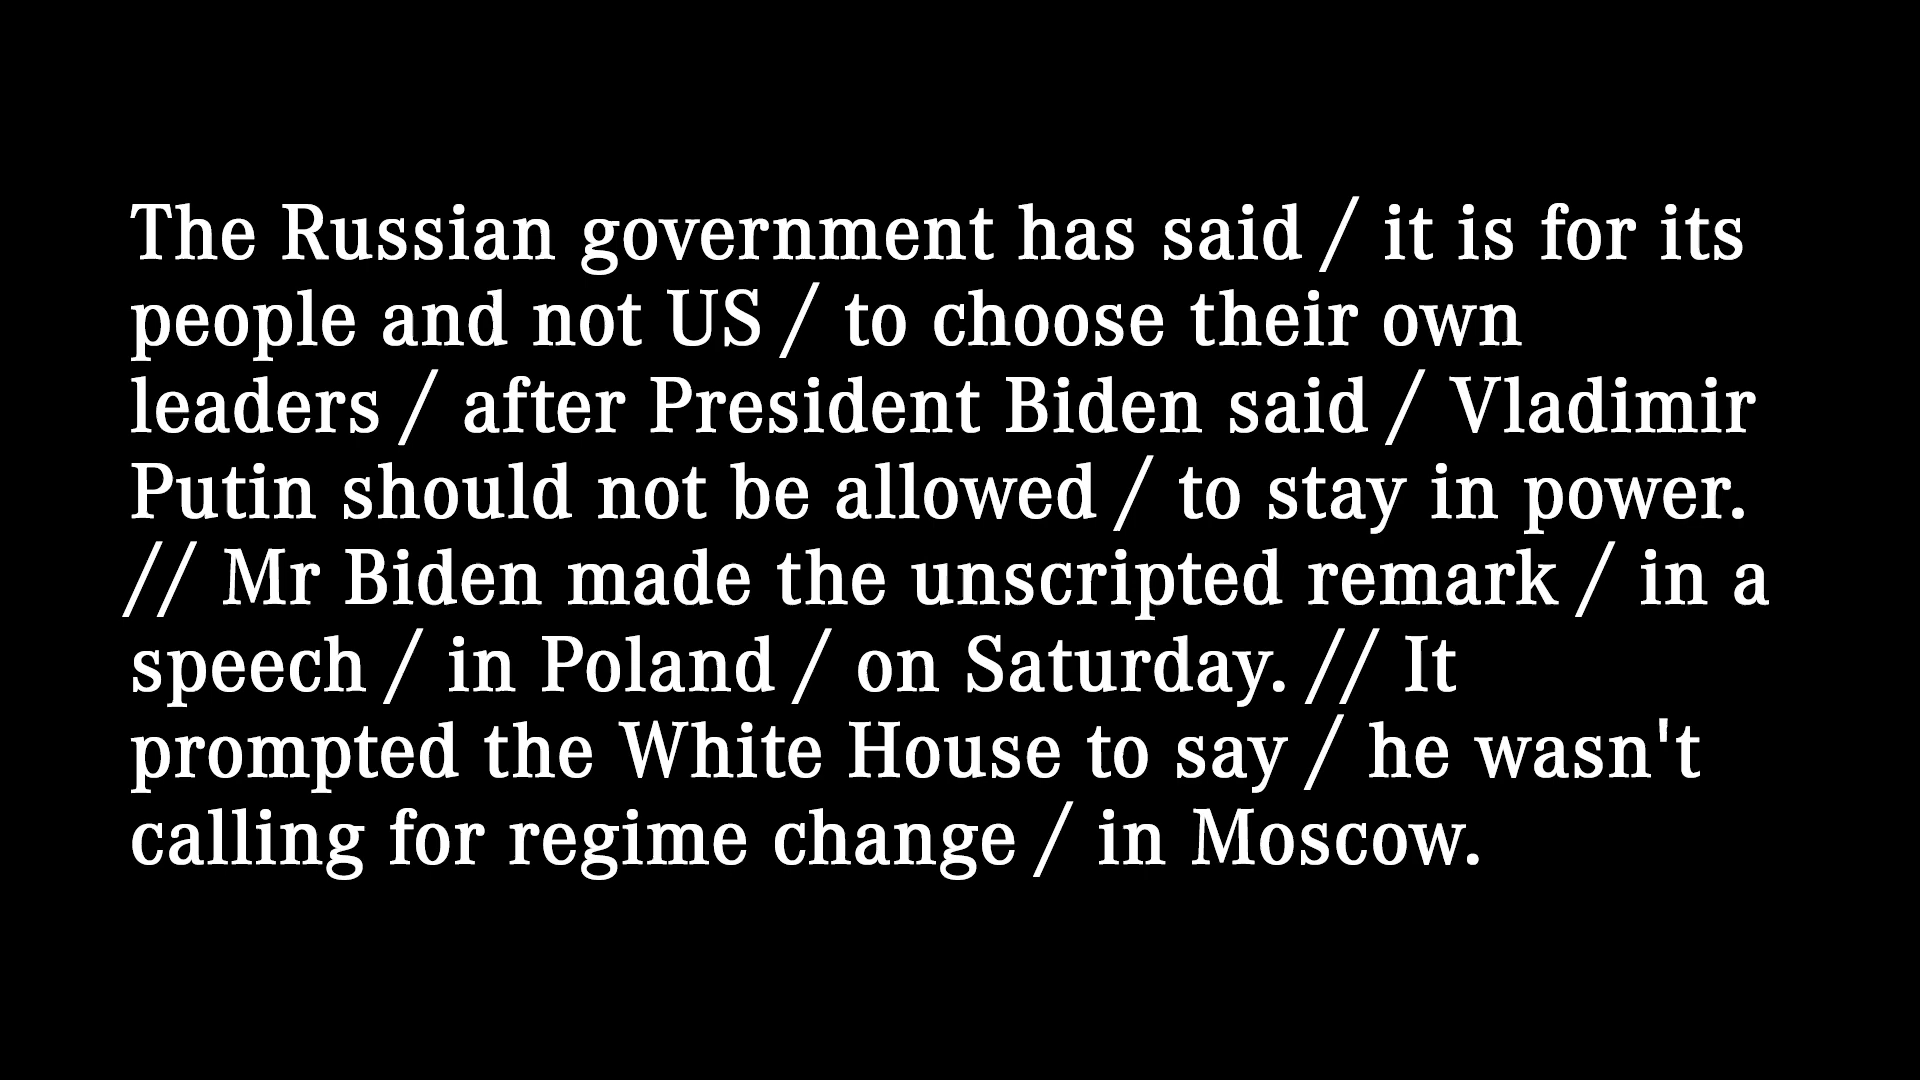 The Russian government has said / it is for its
people and not US / to choose their own
leaders / after President Biden said / Vladimir
Putin should not be allowed / to stay in power.
// Mr Biden made the unscripted remark / in a
speech / in Poland / on Saturday. // It
prompted the White House to say / he wasn't
calling for regime change / in Moscow.